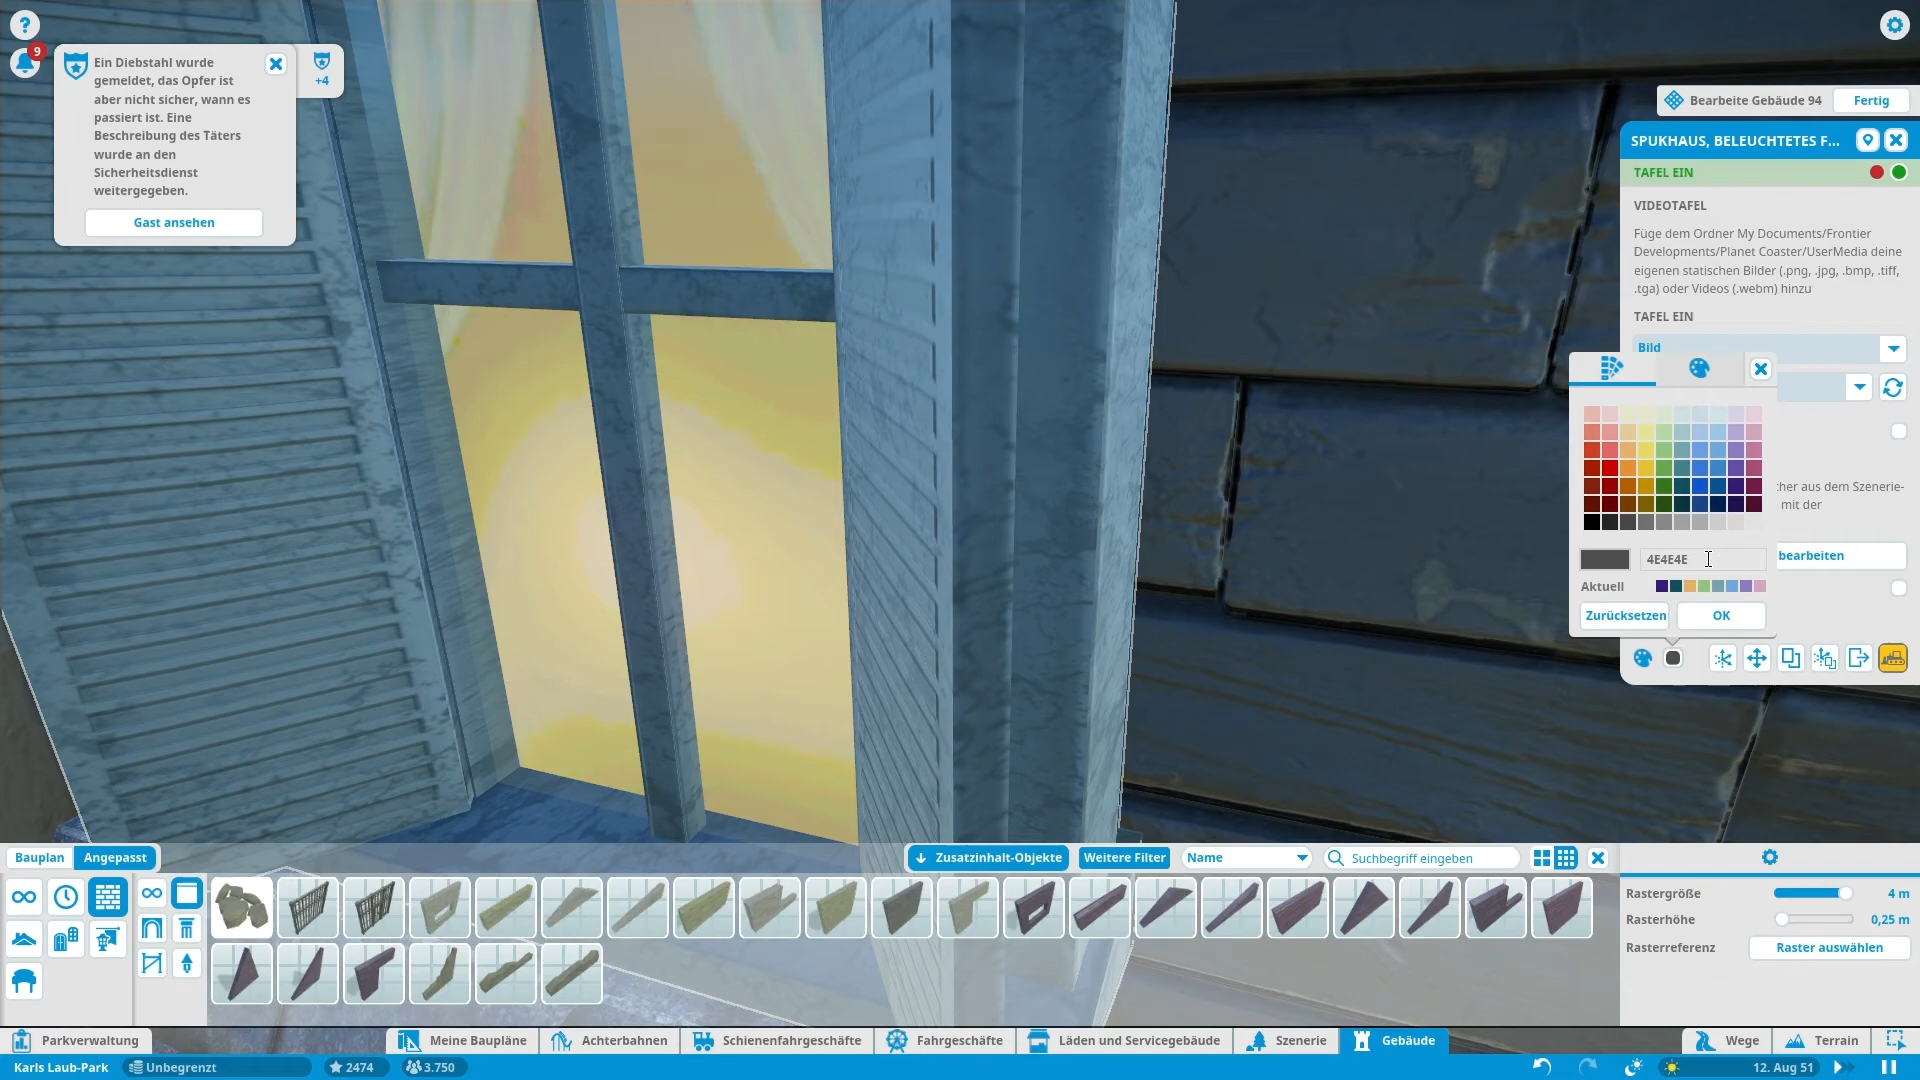 9
Ein Diebstahl wurde
gemeldet, das Opfer ist
aber nicht sicher, wann es
passiert ist. Eine
Beschreibung des Täters
wurde an den
Sicherheitsdienst
weitergegeben.
Gast ansehen
+4
Bearbeite Gebäude 94
Fertig
SPUKHAUS, BELEUCHTETES F...
TAFEL EIN
VIDEOTAFEL
Füge dem Ordner My Documents/Frontier
Developments/Planet Coaster/UserMedia deine
eigenen statischen Bilder (.png, .jpg, .bmp, .tiff,
.tga) oder Videos (.webm) hinzu
TAFEL EIN
Bild
aus dem Szenerie-
mit der
bearbeiten
4E4E4E
Aktuell
Zurücksetzen
OK
Bauplan
Angepasst
Zusatzinhalt-Objekte
Weitere Filter
Name
Suchbegriff eingeben
Rastergröße
4 m
Rasterhöhe
0,25 m
Rasterreferenz
Raster auswählen
Parkverwaltung
Meine Baupläne
Achterbahnen
Schienenfahrgeschäfte
Fahrgeschäfte
Läden und Servicegebäude
Szenerie
Gebäude
Wege
Terrain
Karls Laub-Park
Unbegrenzt
2474
3.750
12. Aug 51